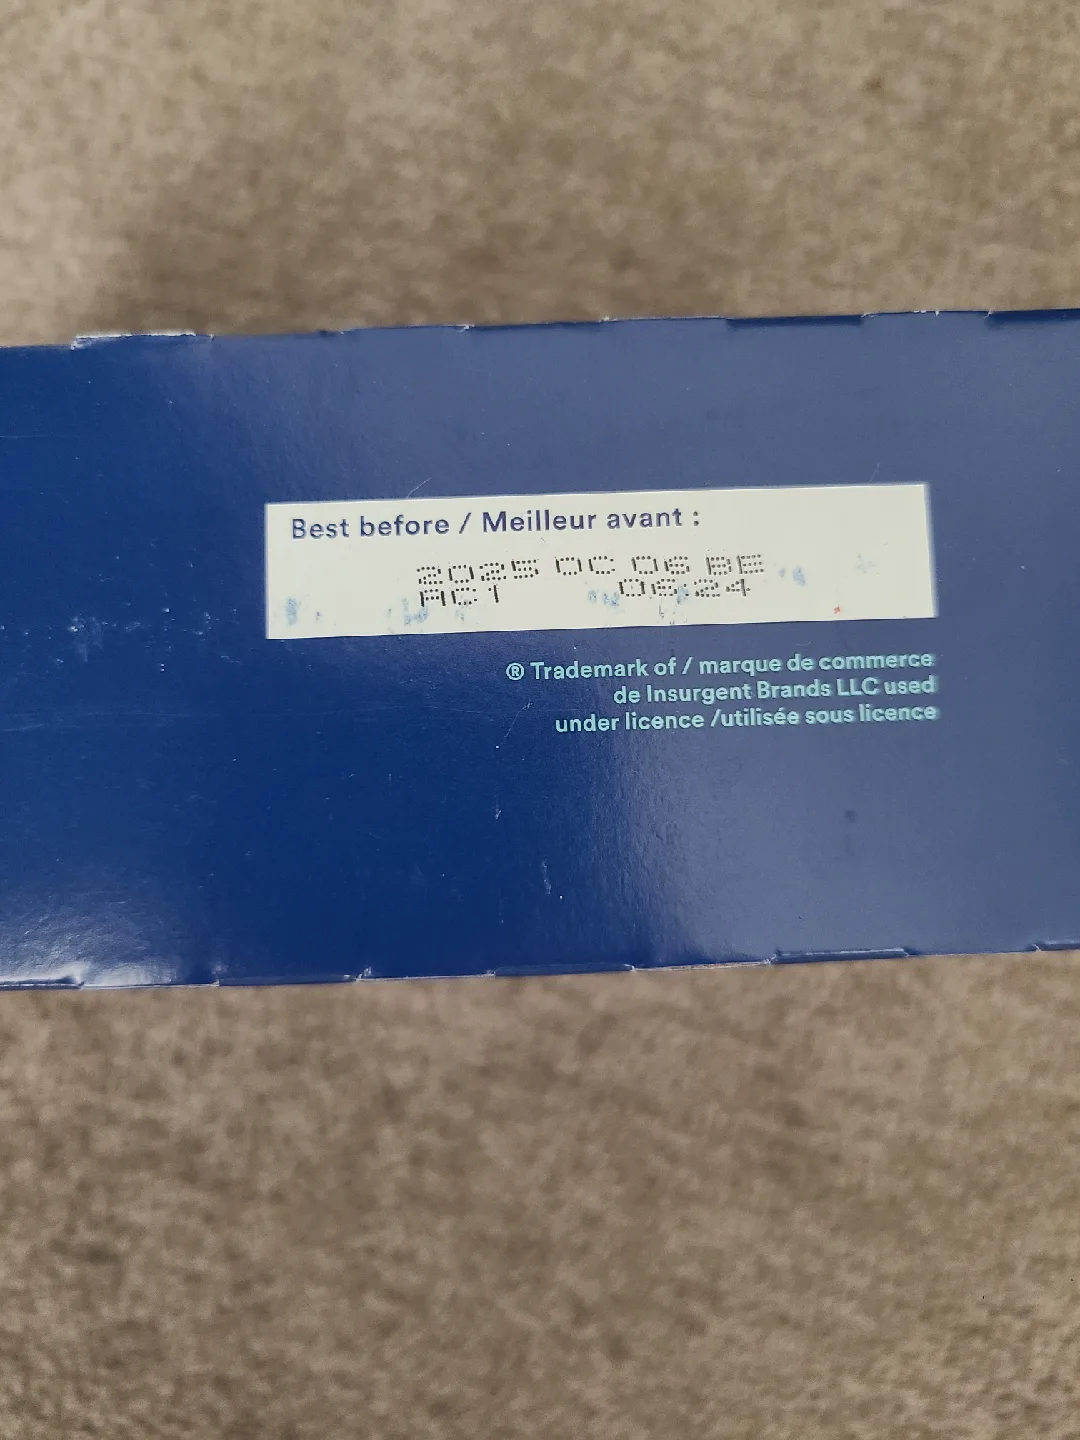 Best before / Meilleur avant :
2025 OC 06 BE
AC1 06:24
® Trademark of / marque de commerce
de Insurgent Brands LLC used
under licence /utilisée sous licence